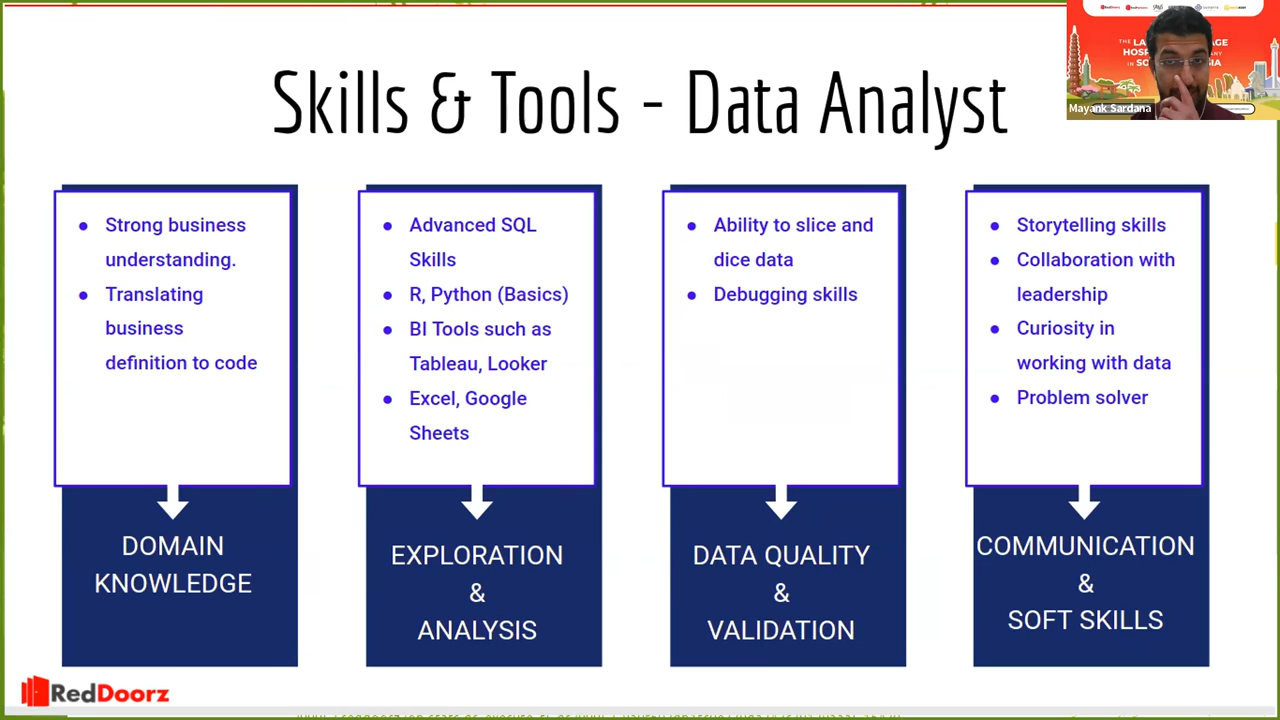 Skills & Tools - Data Analyst
Mayank Sardana
Strong business
understanding.
Translating
business
definition to code
DOMAIN
KNOWLEDGE
Advanced SQL
Skills
R, Python (Basics)
BI Tools such as
Tableau, Looker
Excel, Google
Sheets
EXPLORATION
&
ANALYSIS
Ability to slice and
dice data
Debugging skills
DATA QUALITY
&
VALIDATION
Storytelling skills
Collaboration with
leadership
Curiosity in
working with data
Problem solver
COMMUNICATION
&
SOFT SKILLS
RedDoorz